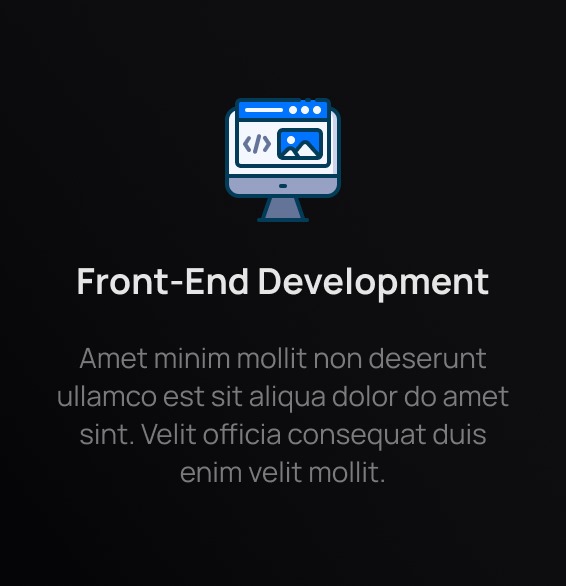 </>
Front-End Development
Amet minim mollit non deserunt
ullamco est sit aliqua dolor do amet
sint. Velit officia consequat duis
enim velit mollit.